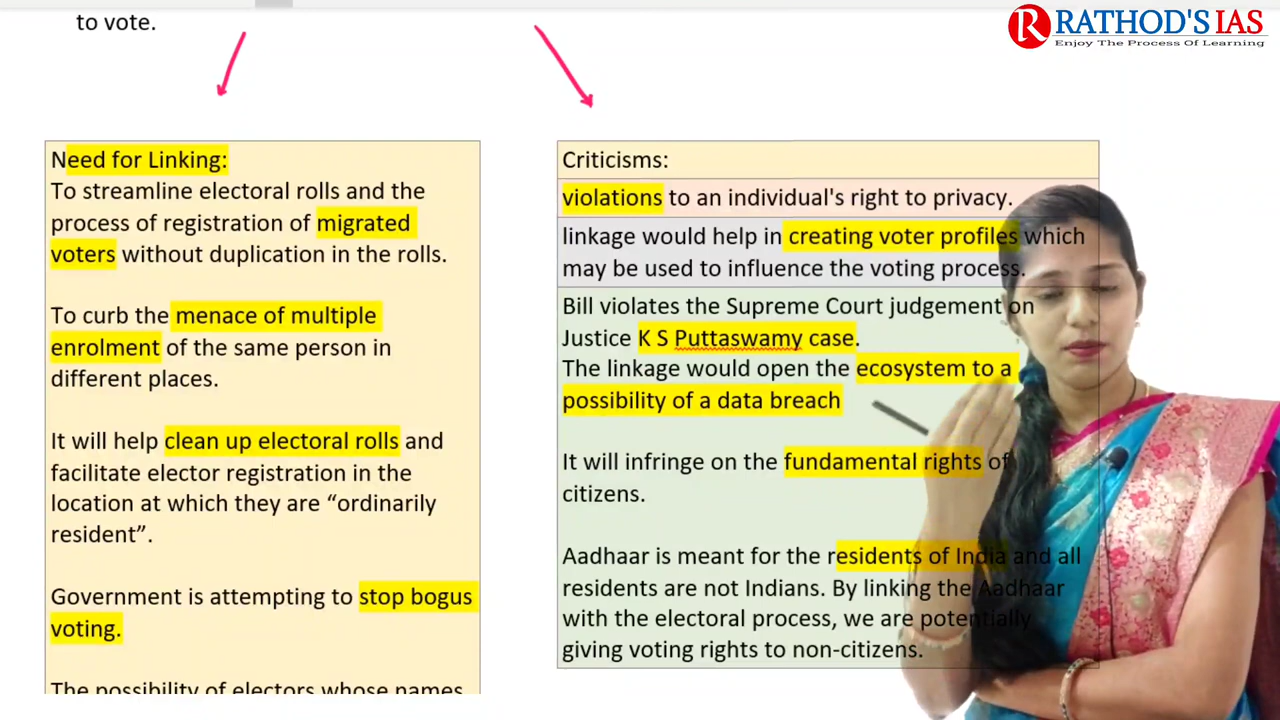 to vote.
RATHOD'S IAS
Enjoy The Process Of Learning
Need for Linking:
To streamline electoral rolls and the
process of registration of migrated
voters without duplication in the rolls.
To curb the menace of multiple
enrolment of the same person in
different places.
It will help clean up electoral rolls and
facilitate elector registration in the
location at which they are “ordinarily
resident”.
Government is attempting to stop bogus
voting.
The possibility of electors whose names
Criticisms:
violations to an individual's right to privacy.
linkage would help in creating voter profiles which
may be used to influence the voting process.
Bill violates the Supreme Court judgement on
Justice K S Puttaswamy case.
The linkage would open the ecosystem to a
possibility of a data breach
It will infringe on the fundamental rights of
citizens.
Aadhaar is meant for the residents of India and all
residents are not Indians. By linking the Aadhaar
with the electoral process, we are potentially
giving voting rights to non-citizens.